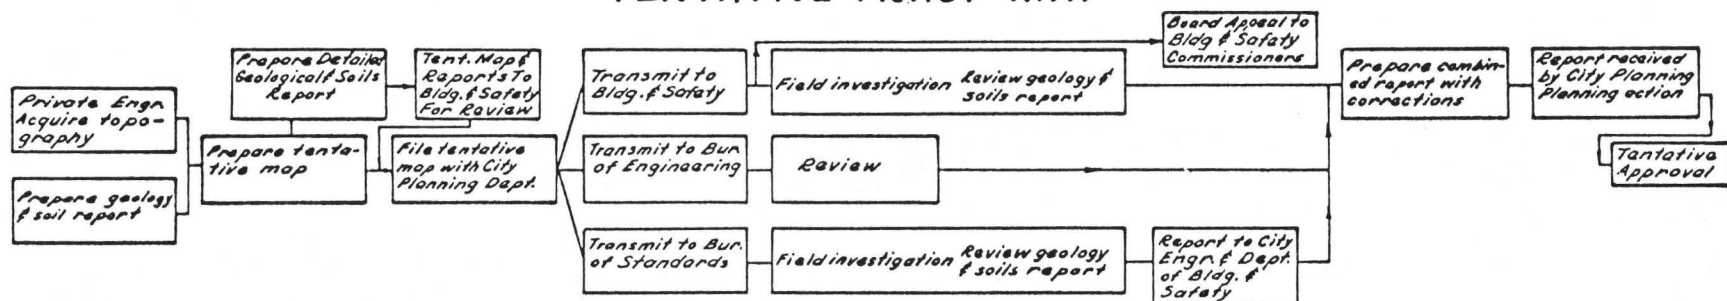 Private Engr.
Acquire topo-
graphy
Prepare geology
& soil report
Prepare Detailed
Geological & Soils
Report
Prepare tenta-
tive map
Tent. Map &
Reports To
Bldg. & Safety
For Review
File tentative
map with City
Planning Dept.
Transmit to
Bldg. & Safety
Transmit to Bur.
of Engineering
Transmit to Bur.
of Standards
Field investigation Review geology &
soils report
Review
Field investigation Review geology
& soils report
Board Appeal to
Bldg & Safety
Commissioners
Report to City
Engr. & Dept.
of Bldg. &
Safety
Prepare combin-
ed report with
corrections
Report received
by City Planning
Planning action
Tantative
Approval